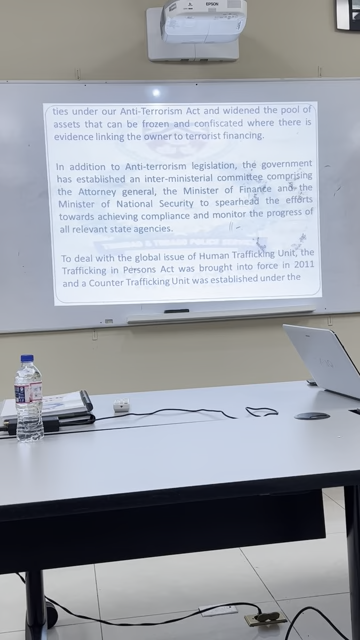 EPSON
ties under our Anti-Terrorism Act and widened the pool of
assets that can be frozen and confiscated where there is
evidence linking the owner to terrorist financing.
In addition to Anti-terrorism legislation, the government
has established an inter-ministerial committee comprising
the Attorney general, the Minister of Finance and the
Minister of National Security to spearhead the efforts
towards achieving compliance and monitor the progress of
all relevant state agencies.
TRINIDAD & TOBAGO POLICE SERVICE
To deal with the global issue of Human Trafficking Unit, the
Trafficking in Persons Act was brought into force in 2011
and a Counter Trafficking Unit was established under the